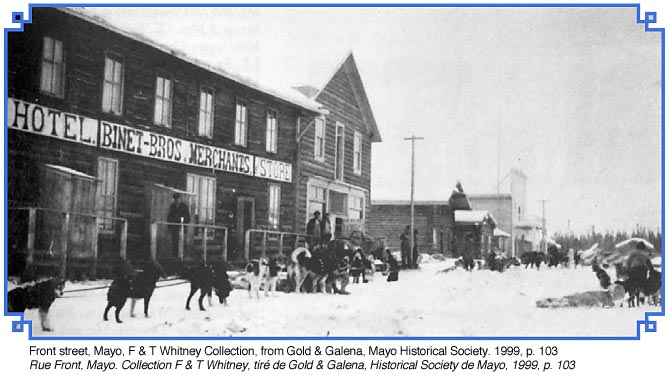 HOTEL. BINET-BROS. MERCHANTS. STORE
Front street, Mayo, F & T Whitney Collection, from Gold & Galena, Mayo Historical Society. 1999, p. 103
Rue Front, Mayo. Collection F & T Whitney, tiré de Gold & Galena, Historical Society de Mayo, 1999, p. 103